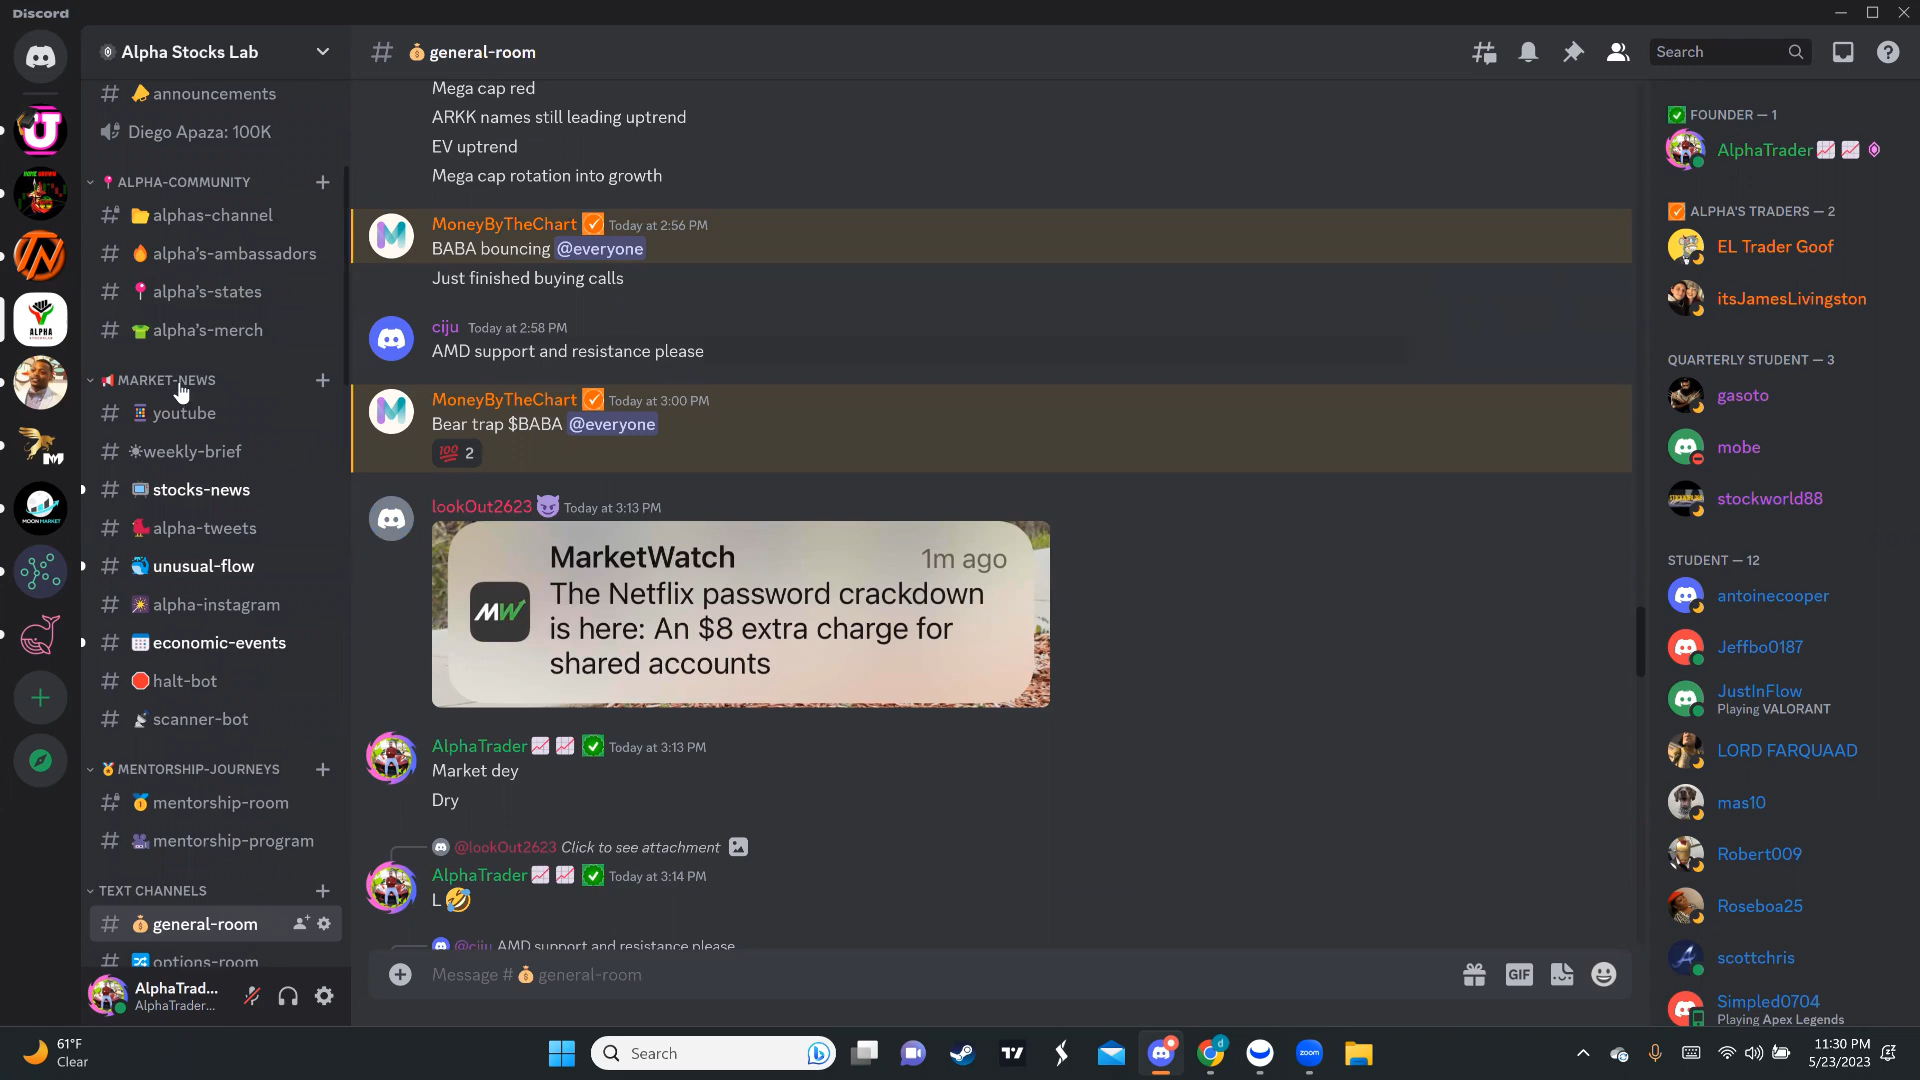 Discord
Alpha Stocks Lab
announcements
Diego Apaza: 100K
ALPHA-COMMUNITY
alphas-channel
alpha's-ambassadors
alpha's-states
alpha's-merch
MARKET-NEWS
youtube
weekly-brief
stocks-news
alpha-tweets
unusual-flow
alpha-instagram
economic-events
halt-bot
scanner-bot
MENTORSHIP-JOURNEYS
mentorship-room
mentorship-program
TEXT CHANNELS
general-room
options-room
AlphaTrad...
AlphaTrader...
general-room
Search
Mega cap red
ARKK names still leading uptrend
EV uptrend
Mega cap rotation into growth
MoneyByTheChart Today at 2:56 PM
BABA bouncing @everyone
Just finished buying calls
ciju Today at 2:58 PM
AMD support and resistance please
MoneyByTheChart Today at 3:00 PM
Bear trap $BABA @everyone
100 2
lookOut2623 Today at 3:13 PM
MarketWatch 1m ago
MW
The Netflix password crackdown
is here: An $8 extra charge for
shared accounts
AlphaTrader Today at 3:13 PM
Market dey
Dry
@lookOut2623 Click to see attachment
AlphaTrader Today at 3:14 PM
L
@ciju AMD support and resistance please
Message # general-room
GIF
FOUNDER — 1
AlphaTrader
ALPHA'S TRADERS — 2
EL Trader Goof
itsJamesLivingston
QUARTERLY STUDENT — 3
gasoto
mobe
stockworld88
STUDENT — 12
antoinecooper
Jeffbo0187
JustInFlow
Playing VALORANT
LORD FARQUAAD
mas10
Robert009
Roseboa25
scottchris
Simpled0704
Playing Apex Legends
ALPHA
MOON MARKET
61°F
Clear
Search
zoom
11:30 PM
5/23/2023